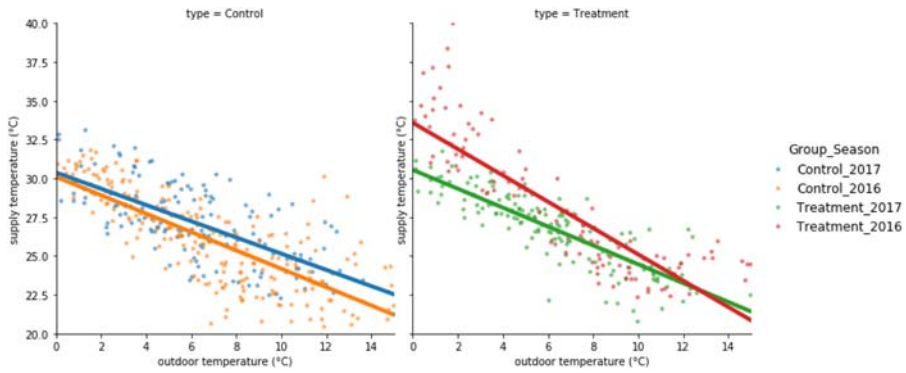 type = Control
type = Treatment
supply temperature (°C)
40.0
37.5
35.0
32.5
30.0
27.5
25.0
22.5
20.0
0 2 4 6 8 10 12 14
outdoor temperature (°C)
supply temperature (°C)
0 2 4 6 8 10 12 14
outdoor temperature (°C)
Group_Season
Control_2017
Control_2016
Treatment_2017
Treatment_2016